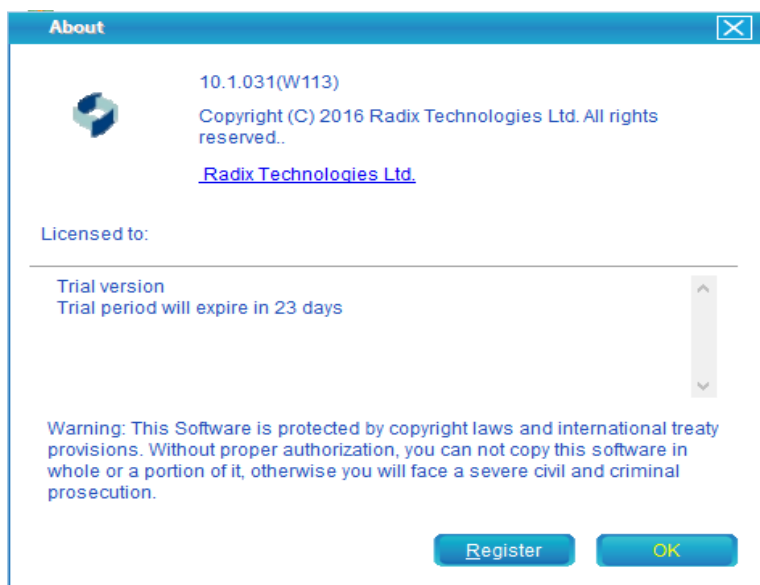 About
10.1.031(W113)
Copyright (C) 2016 Radix Technologies Ltd. All rights
reserved..
Radix Technologies Ltd.
Licensed to:
Trial version
Trial period will expire in 23 days
Warning: This Software is protected by copyright laws and international treaty
provisions. Without proper authorization, you can not copy this software in
whole or a portion of it, otherwise you will face a severe civil and criminal
prosecution.
Register
OK